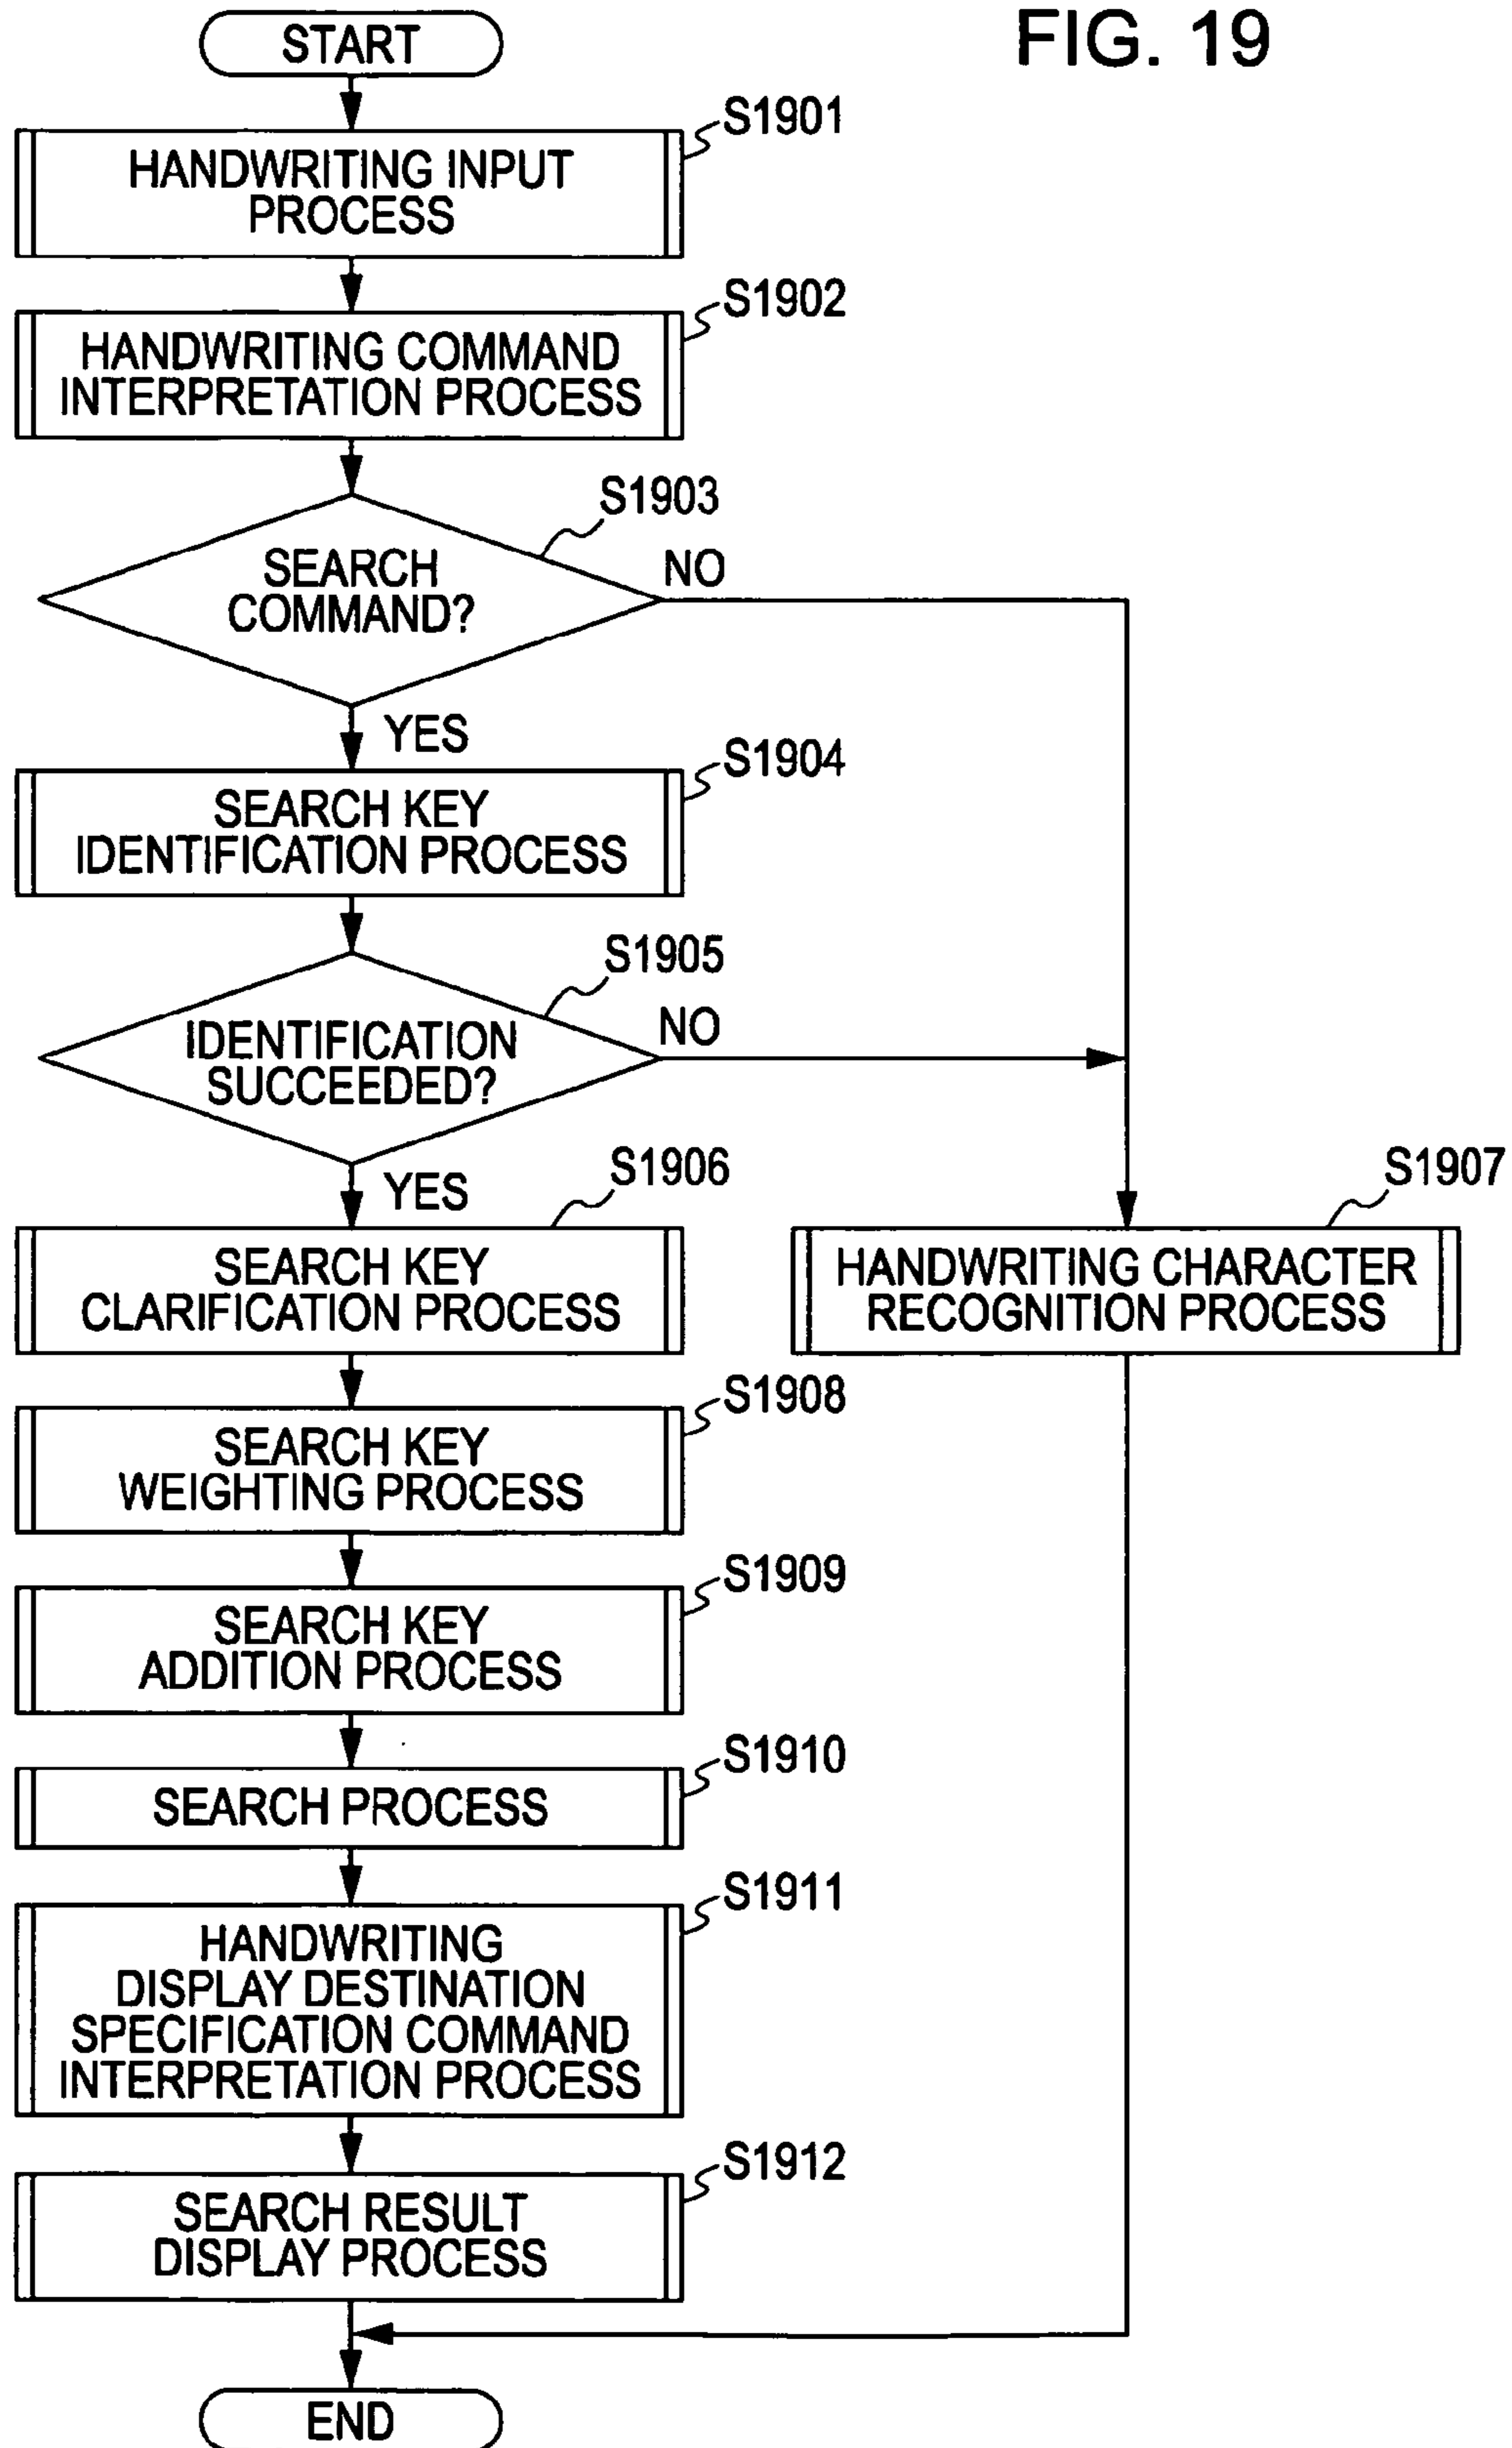 FIG. 19
START
S1901
HANDWRITING INPUT
PROCESS
S1902
HANDWRITING COMMAND
INTERPRETATION PROCESS
S1903
SEARCH
COMMAND?
NO
YES
S1904
SEARCH KEY
IDENTIFICATION PROCESS
S1905
IDENTIFICATION
SUCCEEDED?
NO
YES
S1906
SEARCH KEY
CLARIFICATION PROCESS
S1907
HANDWRITING CHARACTER
RECOGNITION PROCESS
S1908
SEARCH KEY
WEIGHTING PROCESS
S1909
SEARCH KEY
ADDITION PROCESS
S1910
SEARCH PROCESS
S1911
HANDWRITING
DISPLAY DESTINATION
SPECIFICATION COMMAND
INTERPRETATION PROCESS
S1912
SEARCH RESULT
DISPLAY PROCESS
END